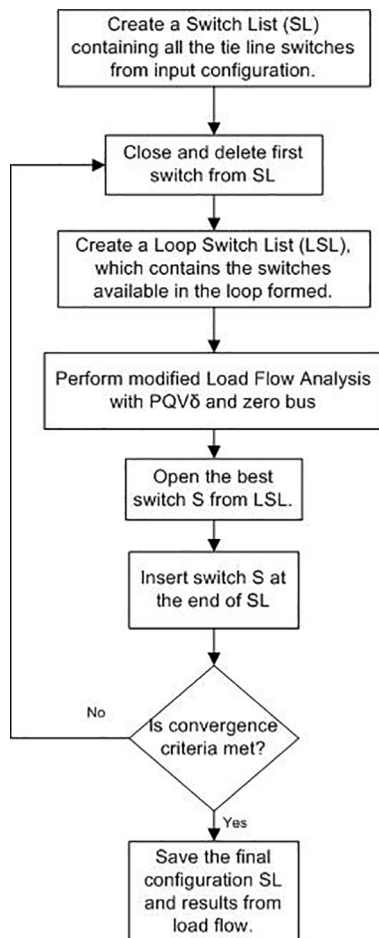 Create a Switch List (SL)
containing all the tie line switches
from input configuration.
Close and delete first
switch from SL
Create a Loop Switch List (LSL),
which contains the switches
available in the loop formed.
Perform modified Load Flow Analysis
with PQVδ and zero bus
Open the best
switch S from LSL.
Insert switch S at
the end of SL
No
Is convergence
criteria met?
Yes
Save the final
configuration SL
and results from
load flow.